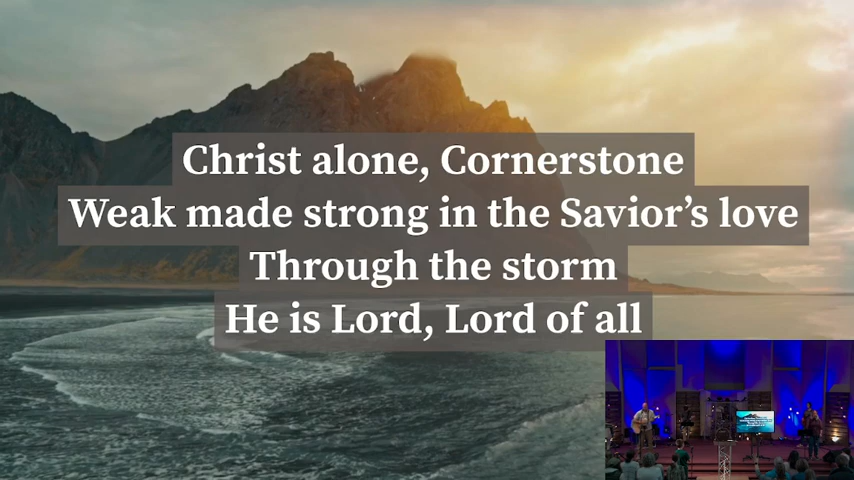 Christ alone, Cornerstone
Weak made strong in the Savior’s love
Through the storm
He is Lord, Lord of all